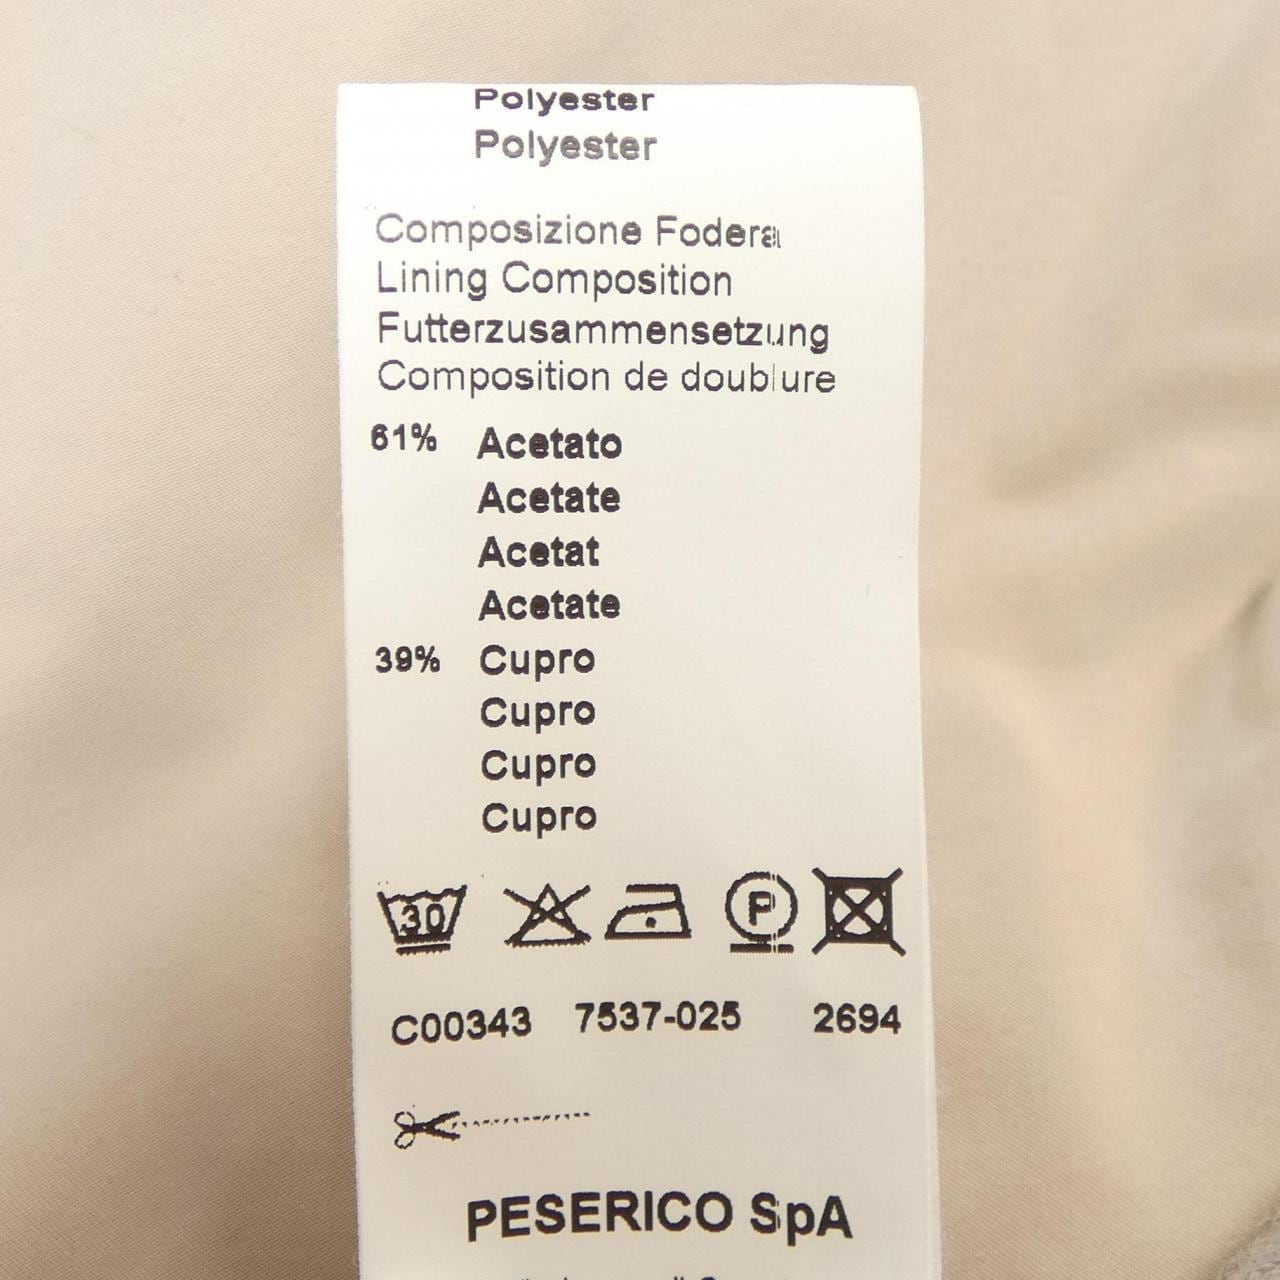 Polyester
Polyester
Composizione Fodera
Lining Composition
Futterzusammensetzung
Composition de doublure
61% Acetato
Acetate
Acetat
Acetate
39% Cupro
Cupro
Cupro
Cupro
30 P
C00343 7537-025 2694
PESERICO SpA